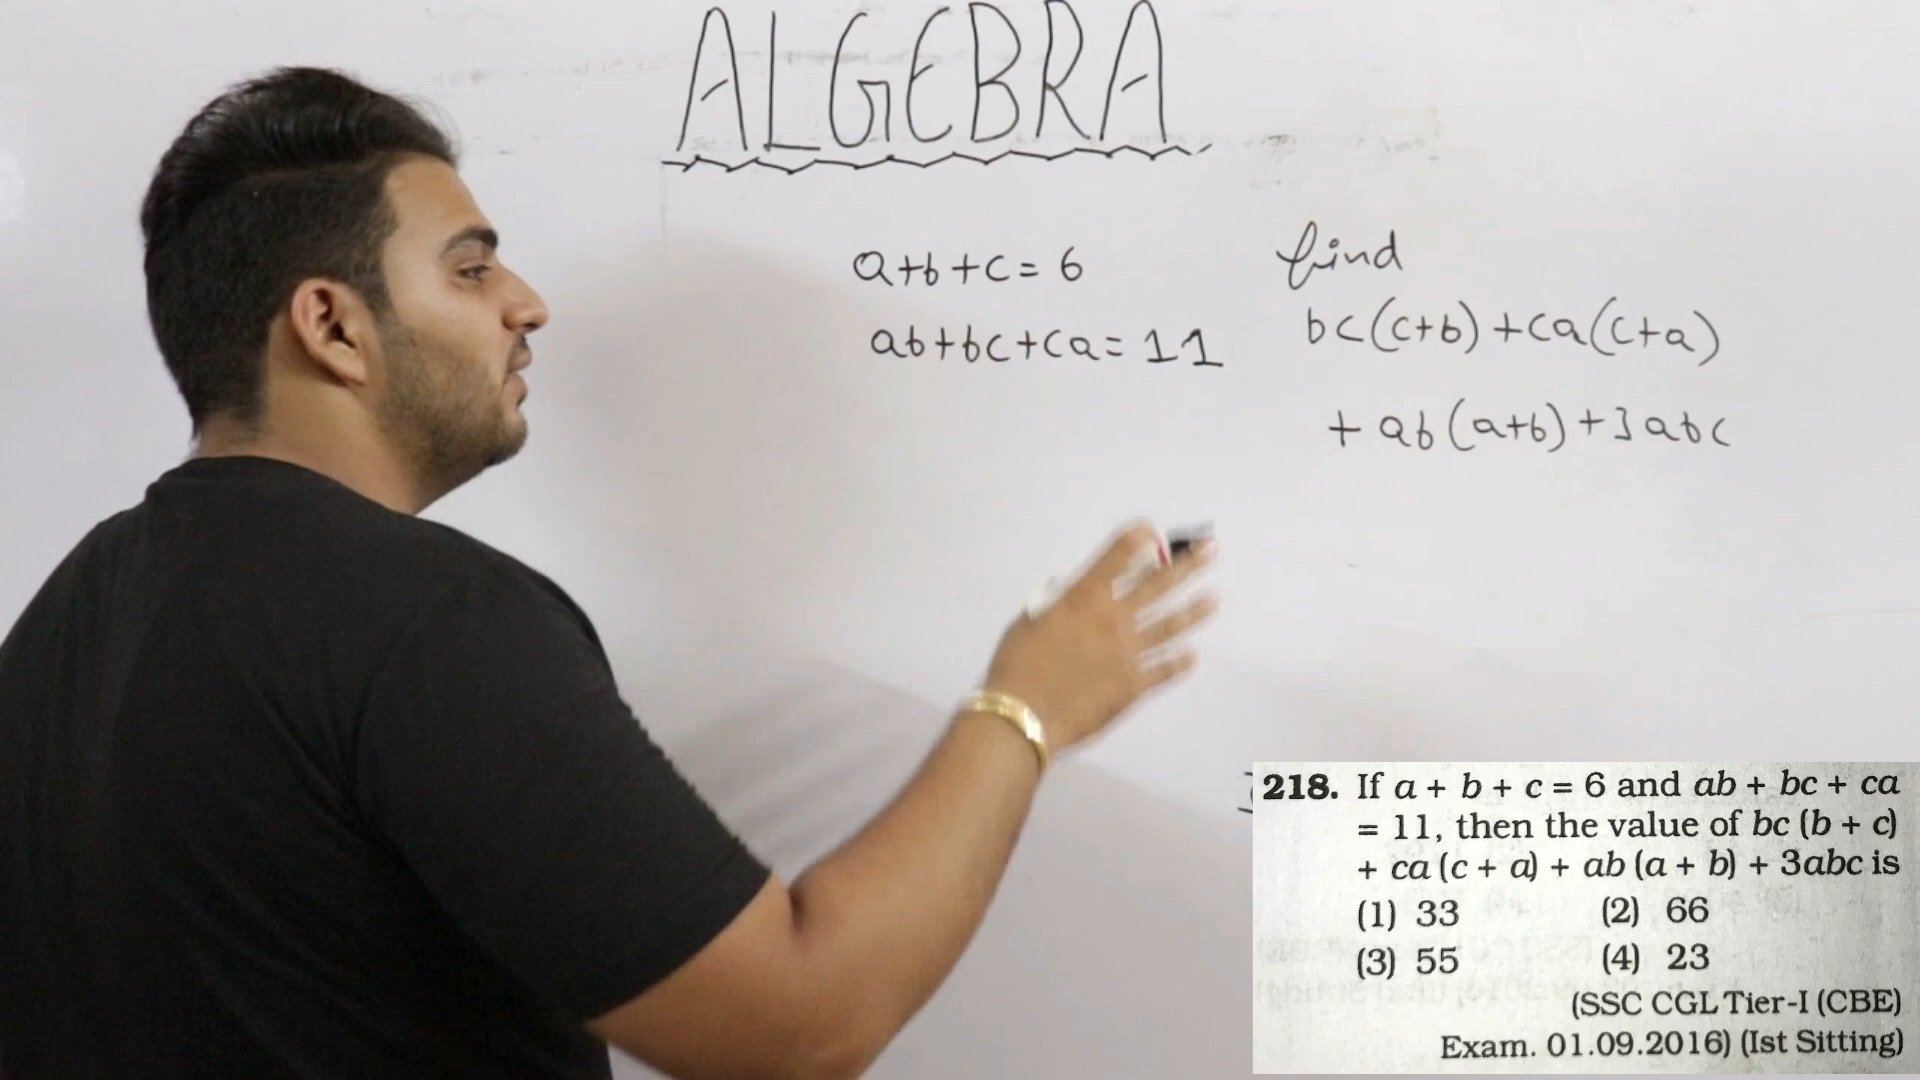 ALGEBRA
a+b+c= 6
ab+bc+ca= 11
find
bc(c+b)+ca(c+a)
+ ab(a+b)+3abc
218. If a + b + c = 6 and ab + bc + ca
= 11, then the value of bc (b + c)
+ ca (c + a) + ab (a + b) + 3abc is
(1) 33 (2) 66
(3) 55 (4) 23
(SSC CGL Tier-I (CBE)
Exam. 01.09.2016) (Ist Sitting)